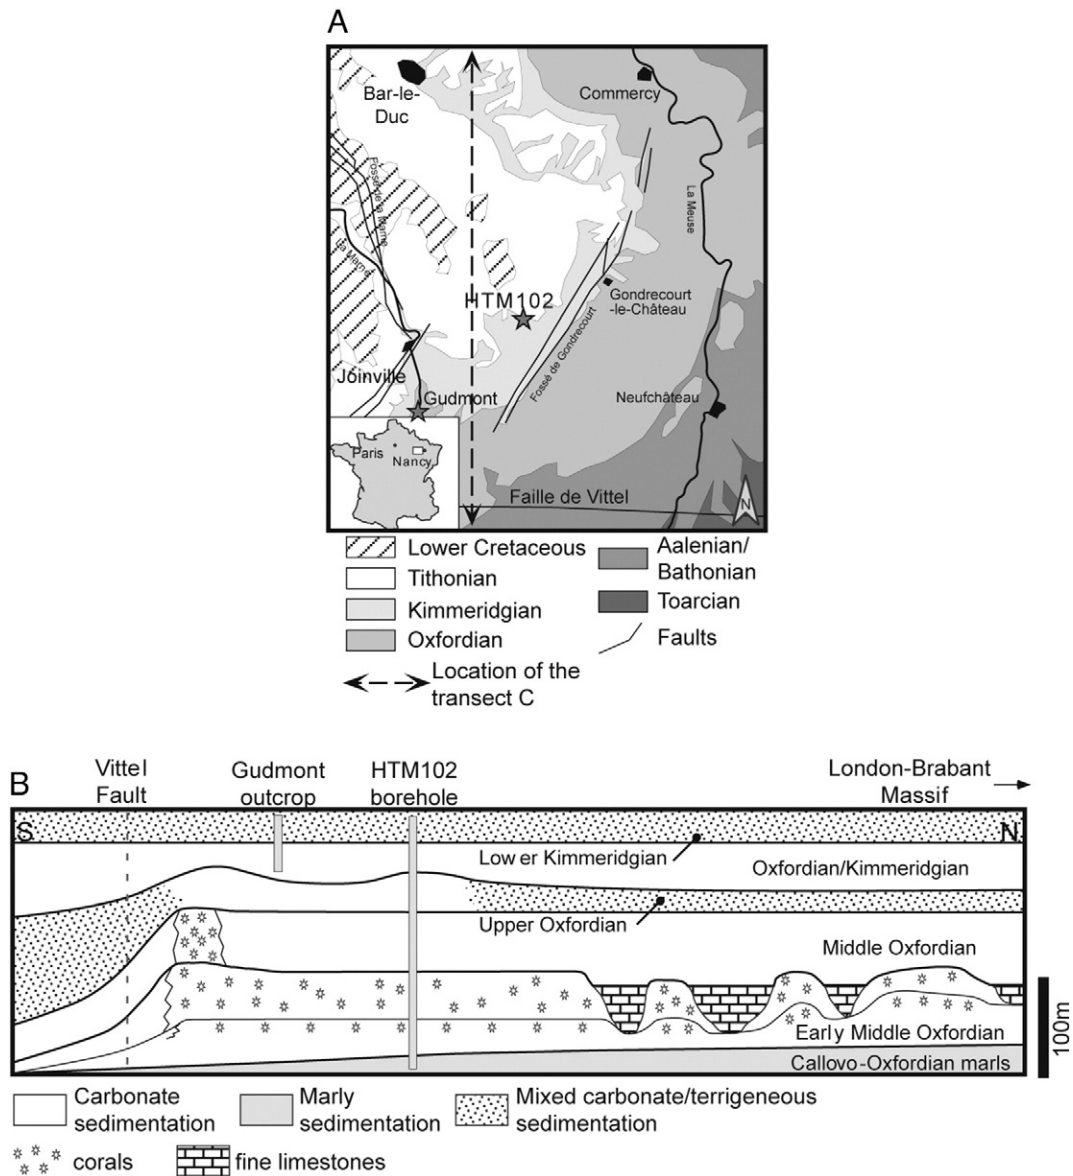 A
Bar-le-
Duc
Commercy
Fossé de la Marne
La Marne
La Meuse
HTM102
Gondrecourt
-le-Château
Fossé de Gondrecourt
Joinville
Gudmont
Neufchâteau
Paris
Nancy
Faille de Vittel
N
Lower Cretaceous
Tithonian
Kimmeridgian
Oxfordian
Aalenian/
Bathonian
Toarcian
Faults
Location of the
transect C
B
Vittel
Fault
Gudmont
outcrop
HTM102
borehole
London-Brabant
Massif
S
N
Lower Kimmeridgian
Oxfordian/Kimmeridgian
Upper Oxfordian
Middle Oxfordian
Early Middle Oxfordian
Callovo-Oxfordian marls
100m
Carbonate
sedimentation
Marly
sedimentation
Mixed carbonate/terrigeneous
sedimentation
corals
fine limestones